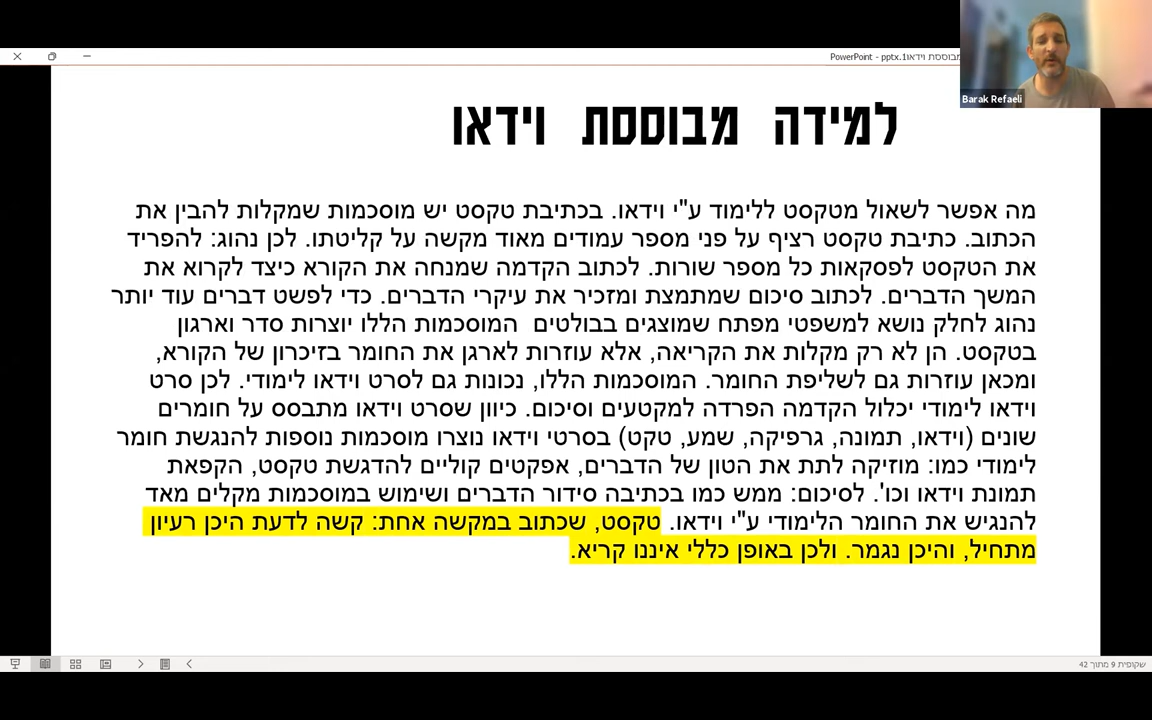 מבוססת וידאו1.pptx - PowerPoint
Barak Refaeli
למידה מבוססת וידאו
מה אפשר לשאול מטקסט ללימוד ע"י וידאו. בכתיבת טקסט יש מוסכמות שמקלות להבין את
הכתוב. כתיבת טקסט רציף על פני מספר עמודים מאוד מקשה על קליטתו. לכן נהוג: להפריד
את הטקסט לפסקאות כל מספר שורות. לכתוב הקדמה שמנחה את הקורא כיצד לקרוא את
המשך הדברים. לכתוב סיכום שמתמצת ומזכיר את עיקרי הדברים. כדי לפשט דברים עוד יותר
נהוג לחלק נושא למשפטי מפתח שמוצגים בבולטים  המוסכמות הללו יוצרות סדר וארגון
בטקסט. הן לא רק מקלות את הקריאה, אלא עוזרות לארגן את החומר בזיכרון של הקורא,
ומכאן עוזרות גם לשליפת החומר. המוסכמות הללו, נכונות גם לסרט וידאו לימודי. לכן סרט
וידאו לימודי יכלול הקדמה הפרדה למקטעים וסיכום. כיוון שסרט וידאו מתבסס על חומרים
שונים (וידאו, תמונה, גרפיקה, שמע, טקט) בסרטי וידאו נוצרו מוסכמות נוספות להנגשת חומר
לימודי כמו: מוזיקה לתת את הטון של הדברים, אפקטים קוליים להדגשת טקסט, הקפאת
תמונת וידאו וכו'. לסיכום: ממש כמו בכתיבה סידור הדברים ושימוש במוסכמות מקלים מאד
להנגיש את החומר הלימודי ע"י וידאו. טקסט, שכתוב במקשה אחת: קשה לדעת היכן רעיון
מתחיל, והיכן נגמר. ולכן באופן כללי איננו קריא.
שקופית 9 מתוך 42